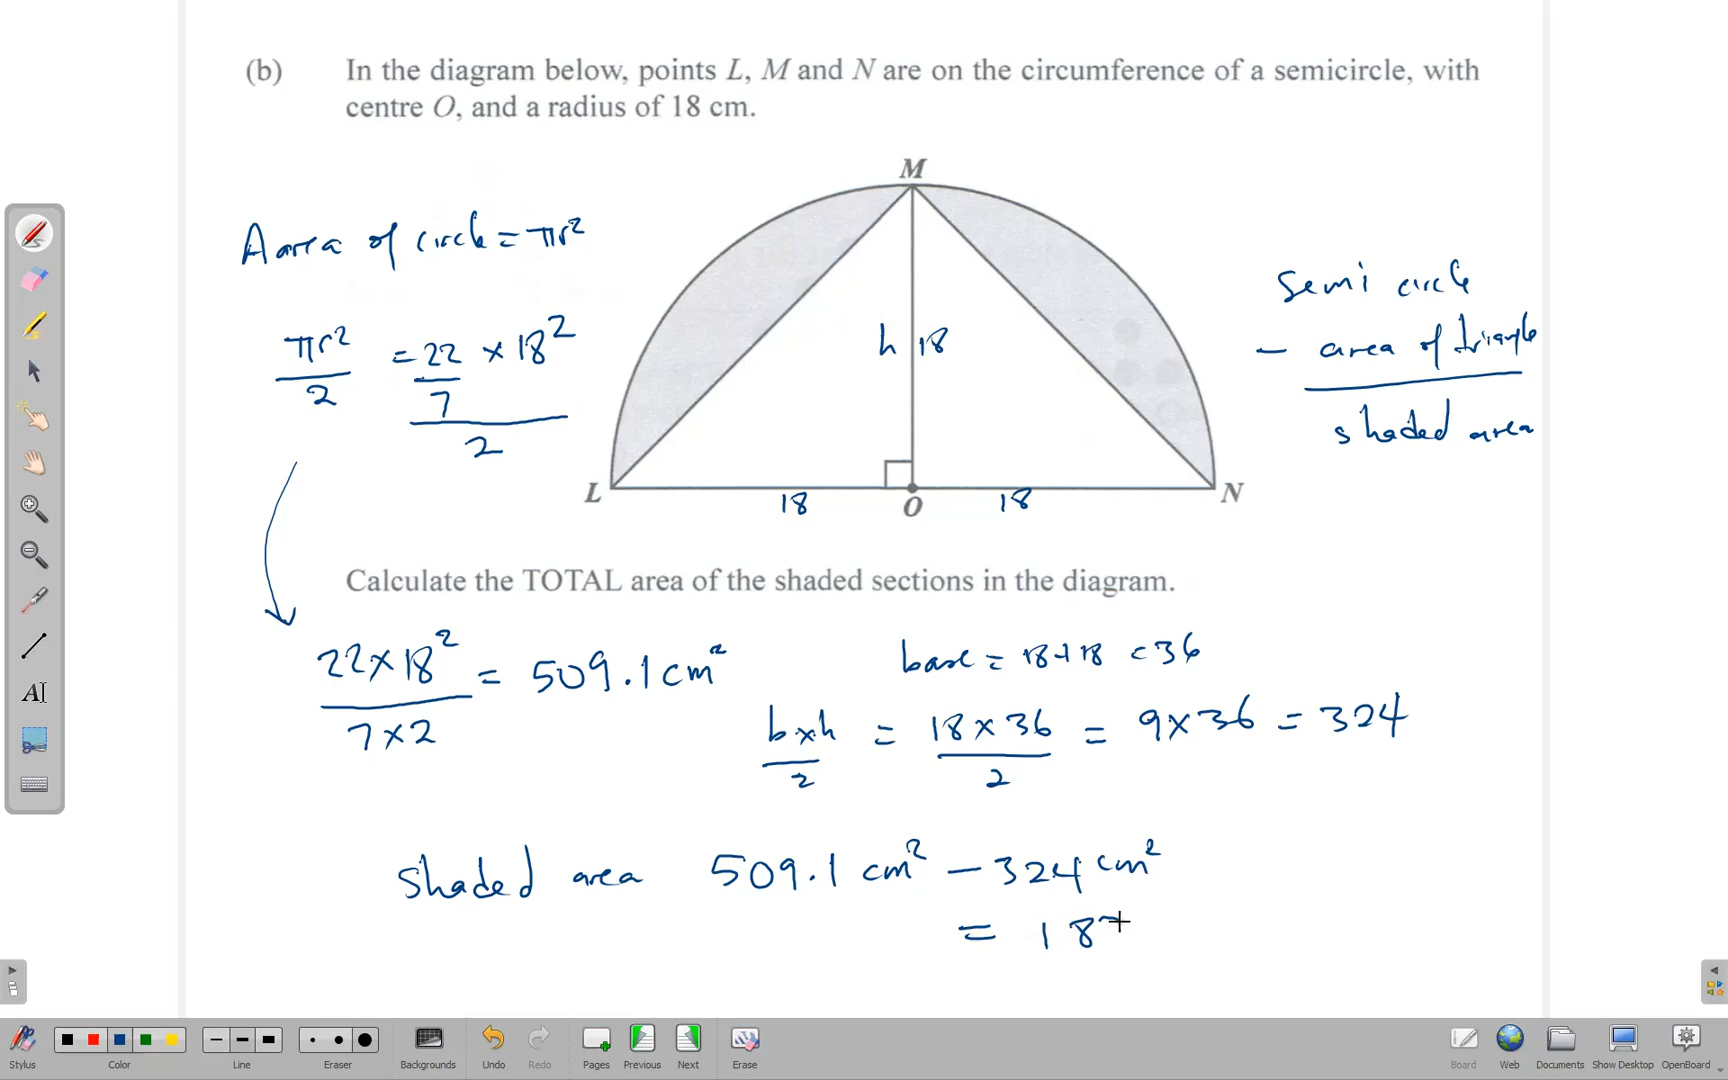 (b) In the diagram below, points L, M and N are on the circumference of a semicircle, with
centre O, and a radius of 18 cm.
M
Aarea of circle = πr²
πr²/2 = 22/7 × 18² / 2
h 18
Semi circle
– area of triangle
shaded area
L
18
O
18
N
Calculate the TOTAL area of the shaded sections in the diagram.
22×18² / 7×2 = 509.1 cm²
base = 18+18 = 36
b×h/2 = 18×36/2 = 9×36 = 324
Shaded area 509.1 cm² – 324 cm²
= 18
AI
Stylus
Color
Line
Eraser
Backgrounds
Undo
Redo
Pages
Previous
Next
Erase
Board
Web
Documents
Show Desktop
OpenBoard